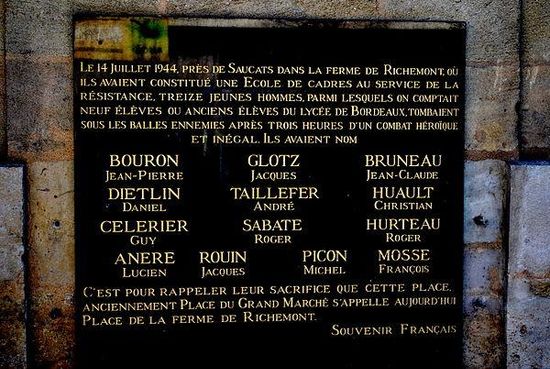 Le 14 Juillet 1944, près de Saucats dans la ferme de Richemont, où
ils avaient constitué une Ecole de cadres au service de la
Résistance, treize jeunes hommes, parmi lesquels on comptait
neuf élèves ou anciens élèves du lycée de Bordeaux, tombaient
sous les balles ennemies après trois heures d'un combat héroïque
et inégal. Ils avaient nom
BOURON GLOTZ BRUNEAU
Jean-Pierre Jacques Jean-Claude
DIETLIN TAILLEFER HUAULT
Daniel André Christian
CELERIER SABATE HURTEAU
Guy Roger Roger
ANERE ROUIN PICON MOSSE
Lucien Jacques Michel François
C'est pour rappeler leur sacrifice que cette place,
anciennement Place du Grand Marché s'appelle aujourd'hui
Place de la ferme de Richemont.
Souvenir Français